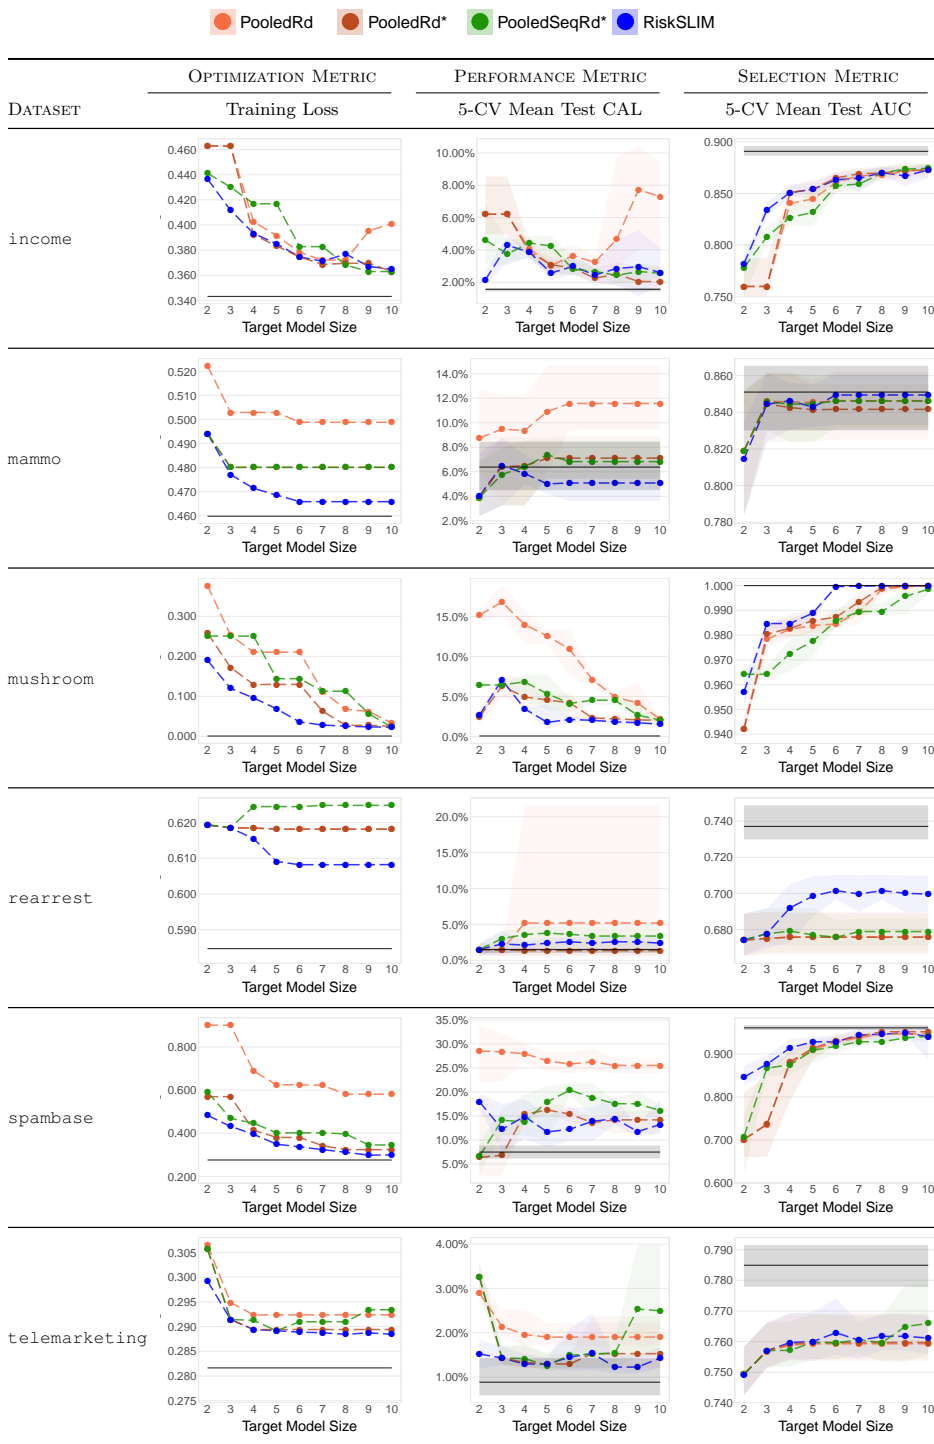 PooledRd PooledRd* PooledSeqRd* RiskSLIM
OPTIMIZATION METRIC PERFORMANCE METRIC SELECTION METRIC
DATASET Training Loss 5-CV Mean Test CAL 5-CV Mean Test AUC
income
0.460
0.440
0.420
0.400
0.380
0.360
0.340
2 3 4 5 6 7 8 9 10
Target Model Size
10.00%
8.00%
6.00%
4.00%
2.00%
2 3 4 5 6 7 8 9 10
Target Model Size
0.900
0.850
0.800
0.750
2 3 4 5 6 7 8 9 10
Target Model Size
mammo
0.520
0.510
0.500
0.490
0.480
0.470
0.460
2 3 4 5 6 7 8 9 10
Target Model Size
14.0%
12.0%
10.0%
8.0%
6.0%
4.0%
2.0%
2 3 4 5 6 7 8 9 10
Target Model Size
0.860
0.840
0.820
0.800
0.780
2 3 4 5 6 7 8 9 10
Target Model Size
mushroom
0.300
0.200
0.100
0.000
2 3 4 5 6 7 8 9 10
Target Model Size
15.0%
10.0%
5.0%
0.0%
2 3 4 5 6 7 8 9 10
Target Model Size
1.000
0.980
0.960
0.950
0.940
2 3 4 5 6 7 8 9 10
Target Model Size
rearrest
0.620
0.610
0.600
0.590
2 3 4 5 6 7 8 9 10
Target Model Size
20.0%
15.0%
10.0%
5.0%
0.0%
2 3 4 5 6 7 8 9 10
Target Model Size
0.740
0.720
0.700
0.680
2 3 4 5 6 7 8 9 10
Target Model Size
spambase
0.800
0.600
0.400
0.200
2 3 4 5 6 7 8 9 10
Target Model Size
35.0%
30.0%
25.0%
20.0%
15.0%
10.0%
5.0%
2 3 4 5 6 7 8 9 10
Target Model Size
0.900
0.800
0.700
0.600
2 3 4 5 6 7 8 9 10
Target Model Size
telemarketing
0.305
0.300
0.295
0.290
0.285
0.280
0.275
2 3 4 5 6 7 8 9 10
Target Model Size
4.00%
3.00%
2.00%
1.00%
2 3 4 5 6 7 8 9 10
Target Model Size
0.790
0.780
0.770
0.760
0.750
0.740
2 3 4 5 6 7 8 9 10
Target Model Size